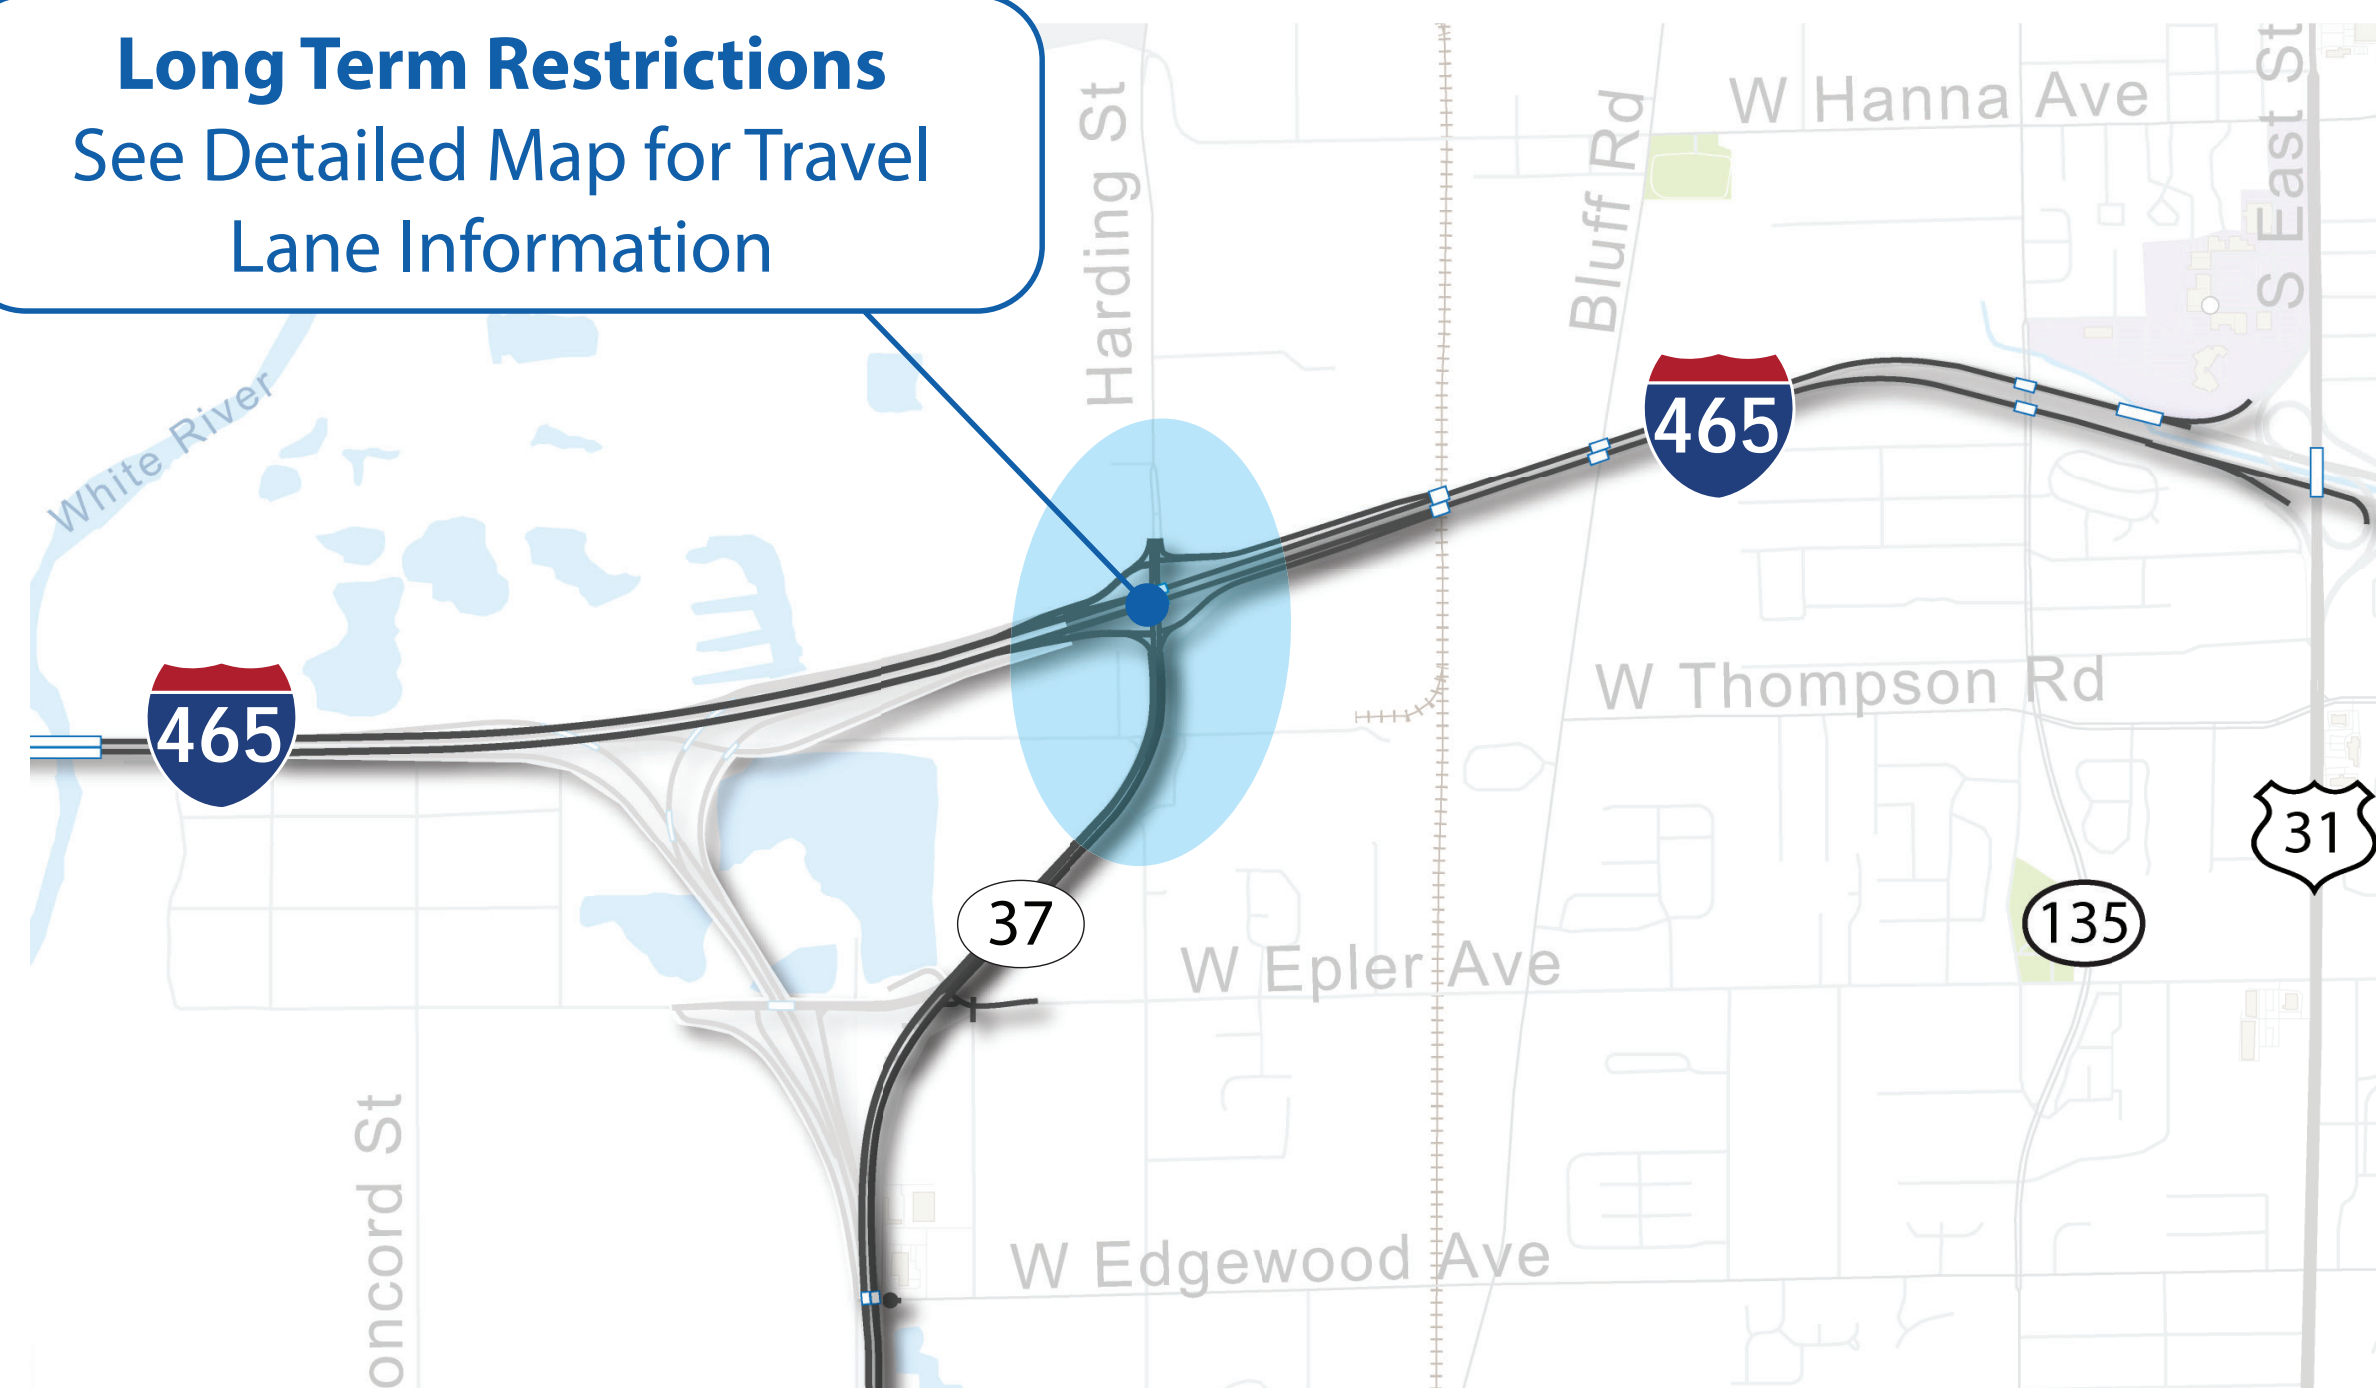 Long Term Restrictions
See Detailed Map for Travel
Lane Information
Harding St
Bluff Rd
W Hanna Ave
S East St
White River
465
465
W Thompson Rd
31
37
135
W Epler Ave
W Edgewood Ave
oncord St